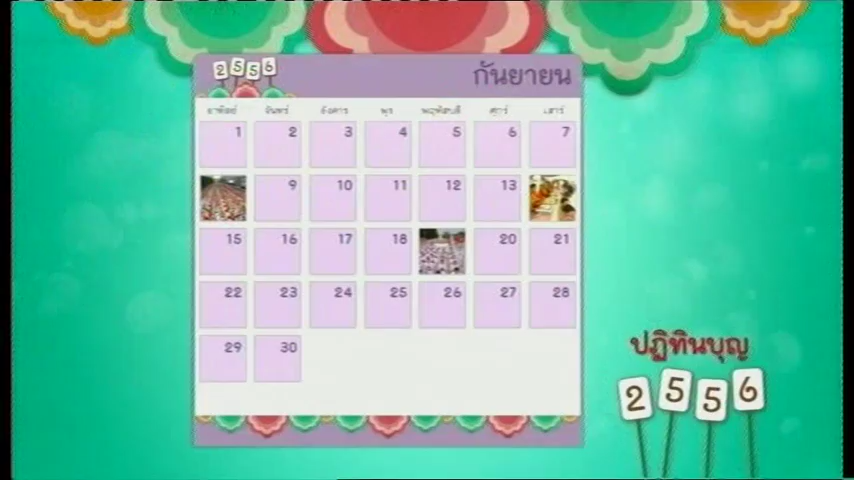 2556
กันยายน
อาทิตย์ จันทร์ อังคาร พุธ พฤหัสบดี ศุกร์ เสาร์
1 2 3 4 5 6 7
9 10 11 12 13
15 16 17 18 20 21
22 23 24 25 26 27 28
29 30
ปฏิทินบุญ
2556